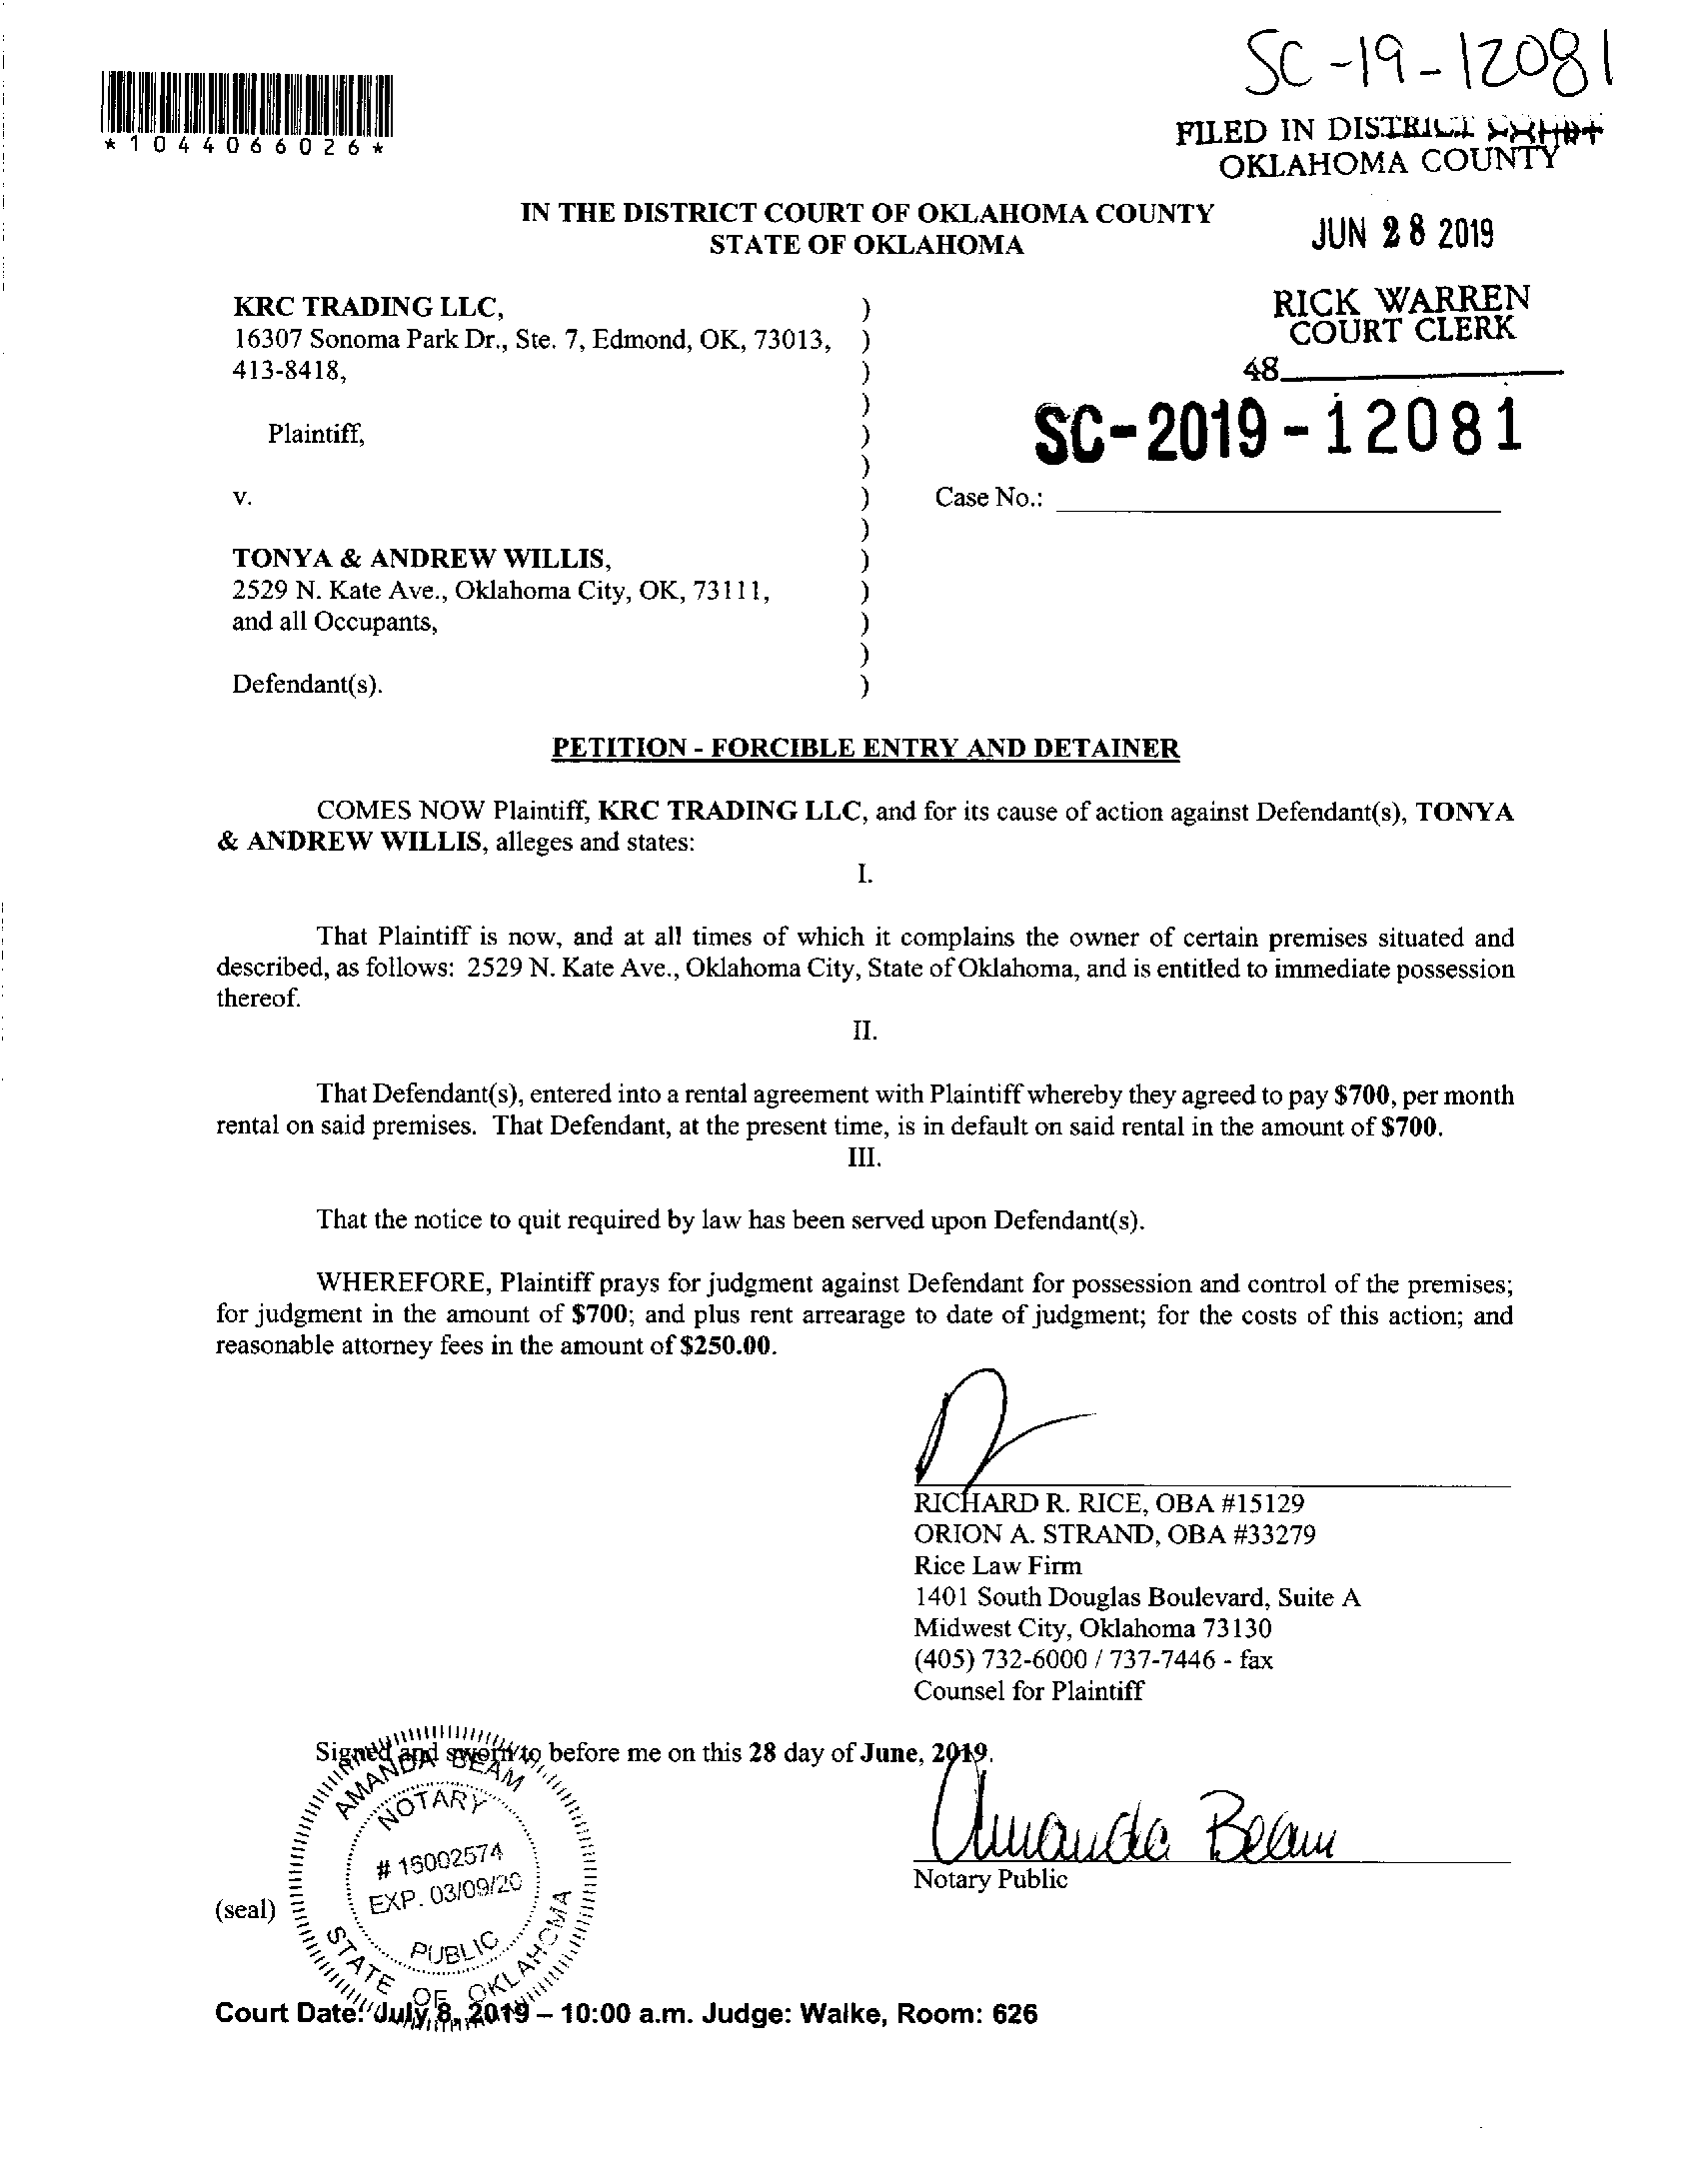 SC-19-12081
*1044066026*
FILED IN DISTRICT COURT
OKLAHOMA COUNTY
IN THE DISTRICT COURT OF OKLAHOMA COUNTY
STATE OF OKLAHOMA
JUN 28 2019
RICK WARREN
COURT CLERK
48
SC-2019-12081
KRC TRADING LLC, )
16307 Sonoma Park Dr., Ste. 7, Edmond, OK, 73013, )
413-8418, )
)
Plaintiff, )
)
v. ) Case No.:
)
TONYA & ANDREW WILLIS, )
2529 N. Kate Ave., Oklahoma City, OK, 73111, )
and all Occupants, )
)
Defendant(s). )
PETITION - FORCIBLE ENTRY AND DETAINER
COMES NOW Plaintiff, KRC TRADING LLC, and for its cause of action against Defendant(s), TONYA
& ANDREW WILLIS, alleges and states:
I.
That Plaintiff is now, and at all times of which it complains the owner of certain premises situated and
described, as follows: 2529 N. Kate Ave., Oklahoma City, State of Oklahoma, and is entitled to immediate possession
thereof.
II.
That Defendant(s), entered into a rental agreement with Plaintiff whereby they agreed to pay $700, per month
rental on said premises. That Defendant, at the present time, is in default on said rental in the amount of $700.
III.
That the notice to quit required by law has been served upon Defendant(s).
WHEREFORE, Plaintiff prays for judgment against Defendant for possession and control of the premises;
for judgment in the amount of $700; and plus rent arrearage to date of judgment; for the costs of this action; and
reasonable attorney fees in the amount of $250.00.
RICHARD R. RICE, OBA #15129
ORION A. STRAND, OBA #33279
Rice Law Firm
1401 South Douglas Boulevard, Suite A
Midwest City, Oklahoma 73130
(405) 732-6000 / 737-7446 - fax
Counsel for Plaintiff
Signed and sworn to before me on this 28 day of June, 2019.
Amanda Beam
Notary Public
(seal)
AMANDA BEAM
NOTARY
# 16002574
EXP. 03/09/20
PUBLIC
STATE OF OKLAHOMA
Court Date: July 8, 2019 – 10:00 a.m. Judge: Walke, Room: 626